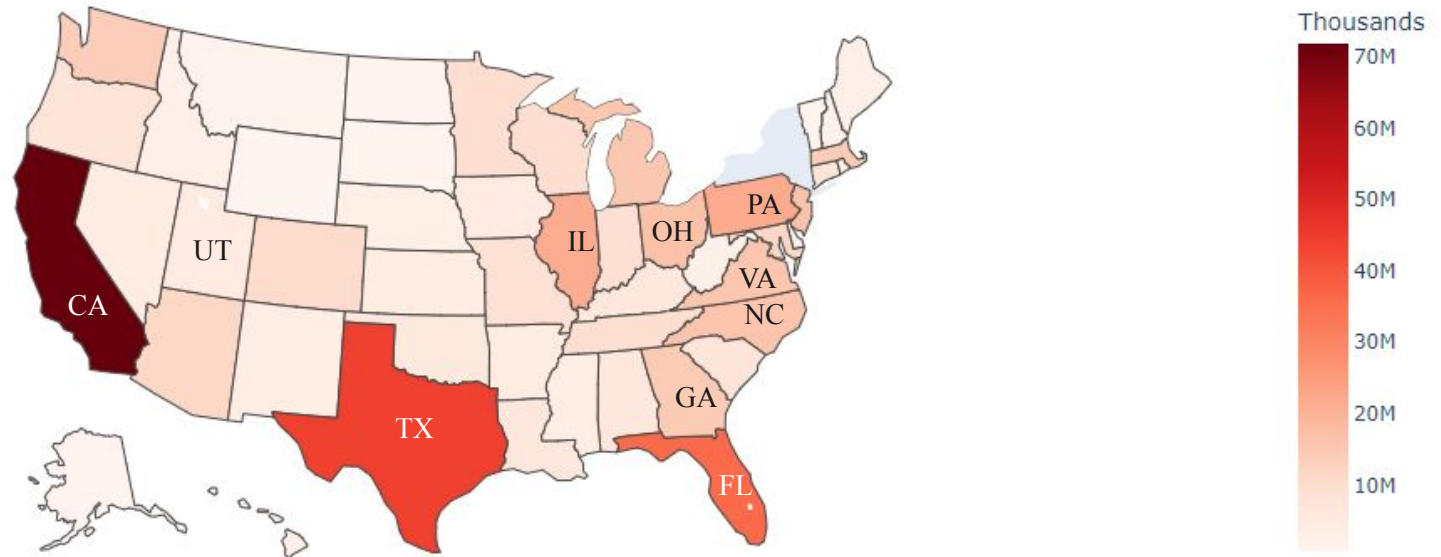 Thousands
70M
60M
50M
40M
30M
20M
10M
PA
IL
OH
UT
VA
CA
NC
GA
TX
FL